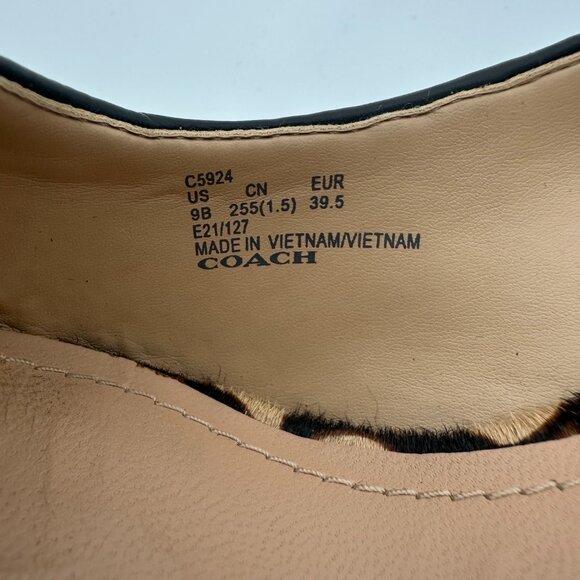 C5924
US CN EUR
9B 255(1.5) 39.5
E21/127
MADE IN VIETNAM/VIETNAM
COACH